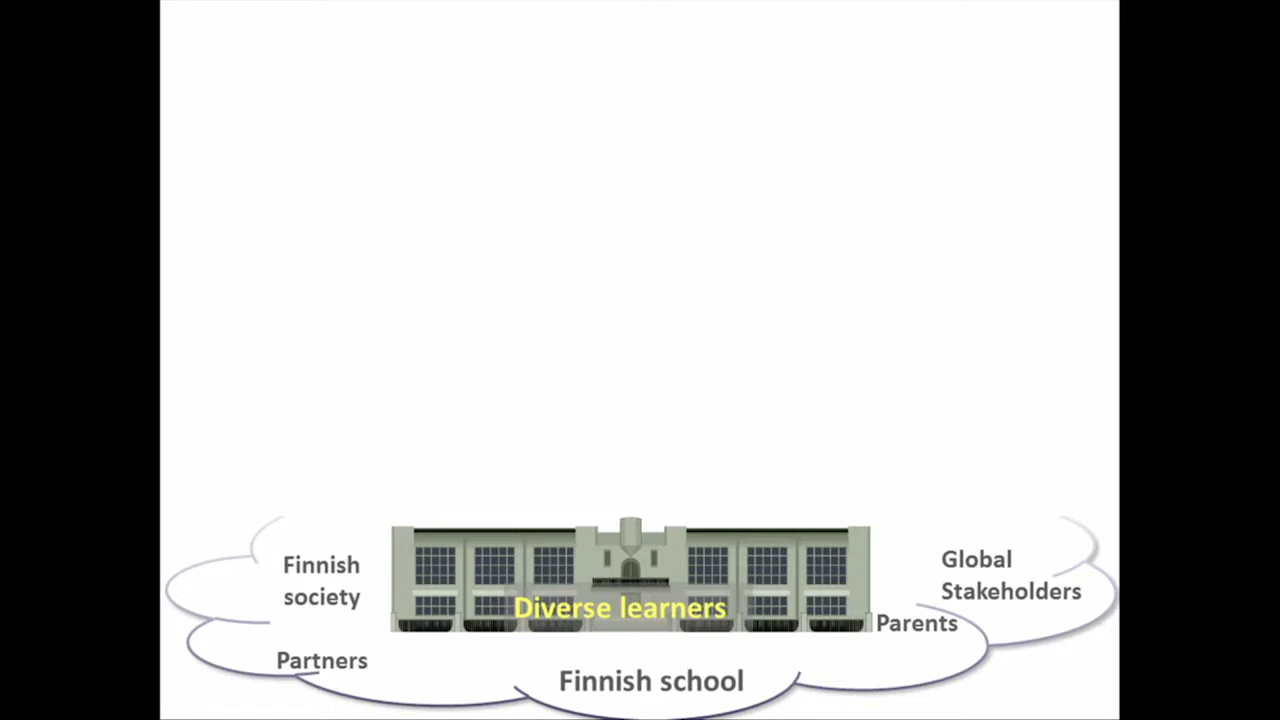 Finnish
society
Global
Stakeholders
Diverse learners
Parents
Partners
Finnish school